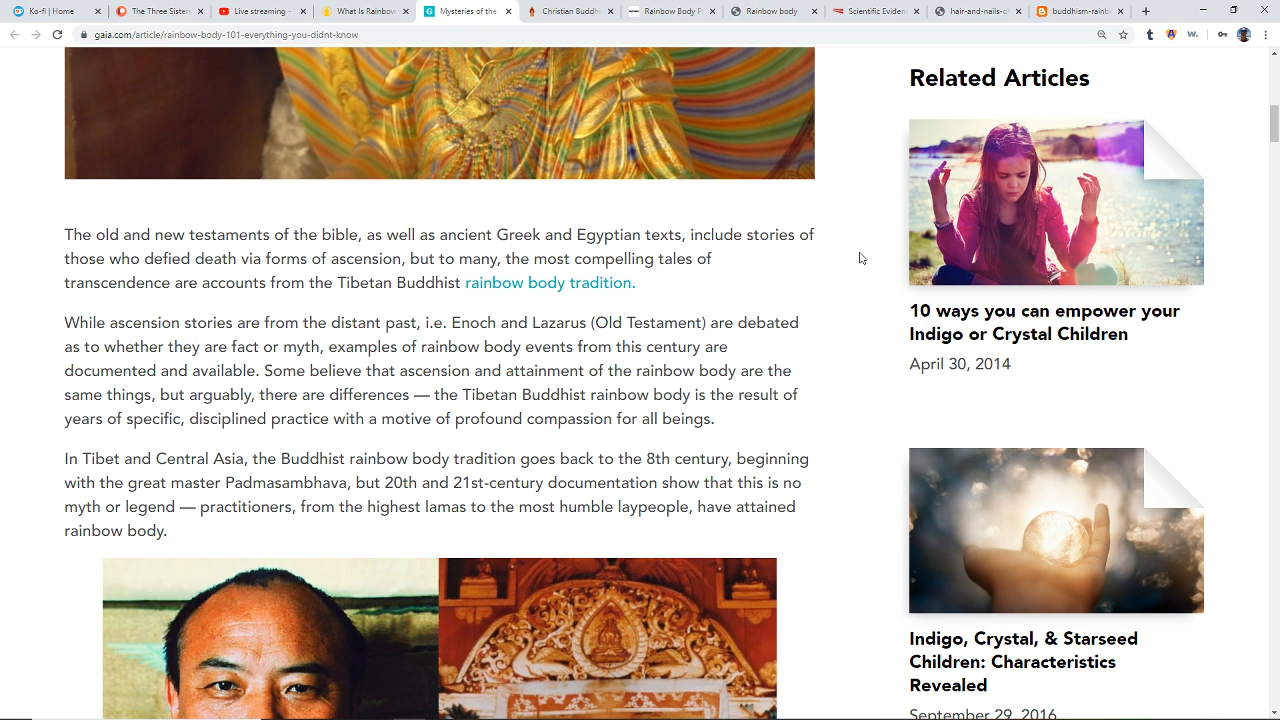 Ko-fi | Home
The Three Sisters
Live streaming -
What Is Rainbow
Mysteries of the
Christian Buddh
Rainbow Body P
Rainbow body
Scientific Eviden
hair-and-nails-o
buddhism-rainb
gaia.com/article/rainbow-body-101-everything-you-didnt-know
The old and new testaments of the bible, as well as ancient Greek and Egyptian texts, include stories of
those who defied death via forms of ascension, but to many, the most compelling tales of
transcendence are accounts from the Tibetan Buddhist rainbow body tradition.
While ascension stories are from the distant past, i.e. Enoch and Lazarus (Old Testament) are debated
as to whether they are fact or myth, examples of rainbow body events from this century are
documented and available. Some believe that ascension and attainment of the rainbow body are the
same things, but arguably, there are differences — the Tibetan Buddhist rainbow body is the result of
years of specific, disciplined practice with a motive of profound compassion for all beings.
In Tibet and Central Asia, the Buddhist rainbow body tradition goes back to the 8th century, beginning
with the great master Padmasambhava, but 20th and 21st-century documentation show that this is no
myth or legend — practitioners, from the highest lamas to the most humble laypeople, have attained
rainbow body.
Related Articles
10 ways you can empower your
Indigo or Crystal Children
April 30, 2014
Indigo, Crystal, & Starseed
Children: Characteristics
Revealed
September 29, 2016